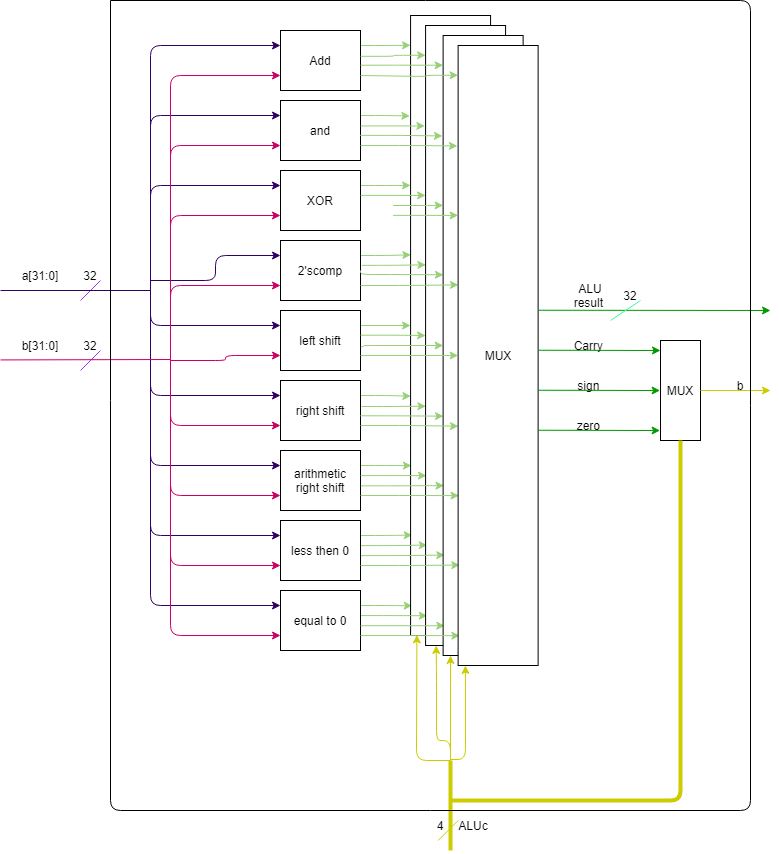 Add
and
XOR
2'scomp
a[31:0]
32
b[31:0]
32
left shift
right shift
arithmetic
right shift
less then 0
equal to 0
MUX
ALU
result
32
Carry
sign
zero
MUX
b
4
ALUc